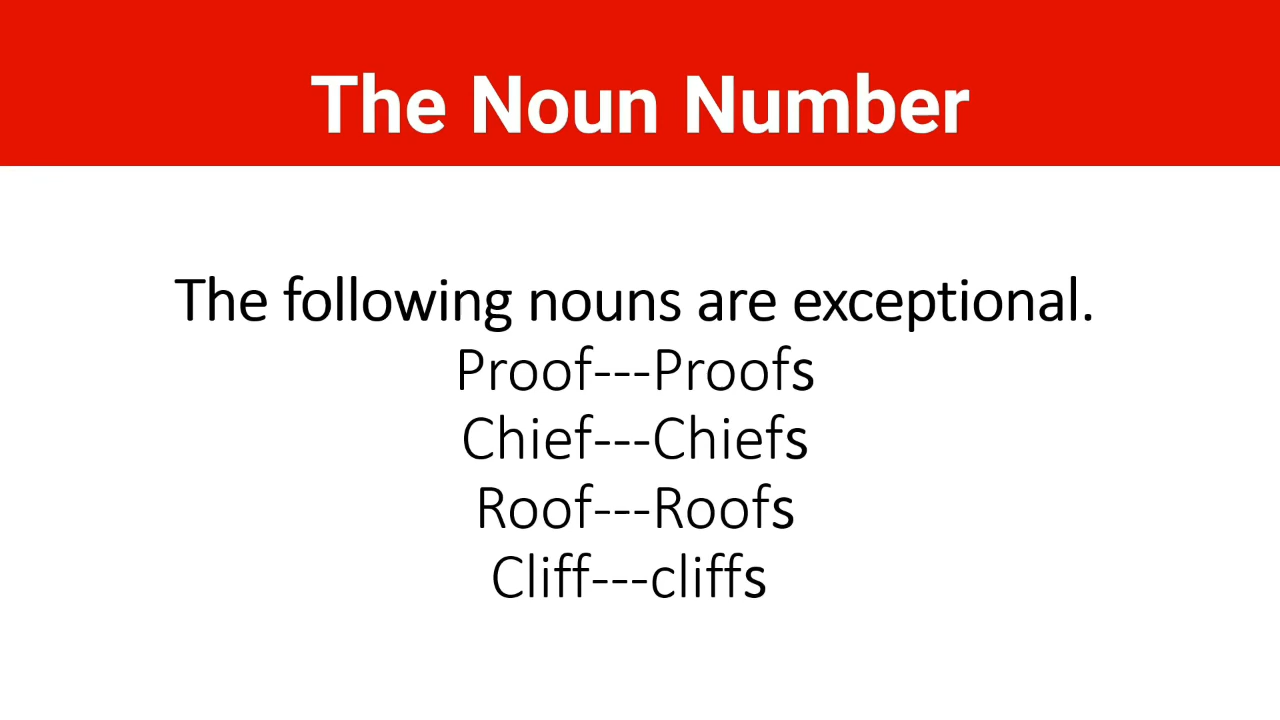 The Noun Number
The following nouns are exceptional.
Proof---Proofs
Chief---Chiefs
Roof---Roofs
Cliff---cliffs